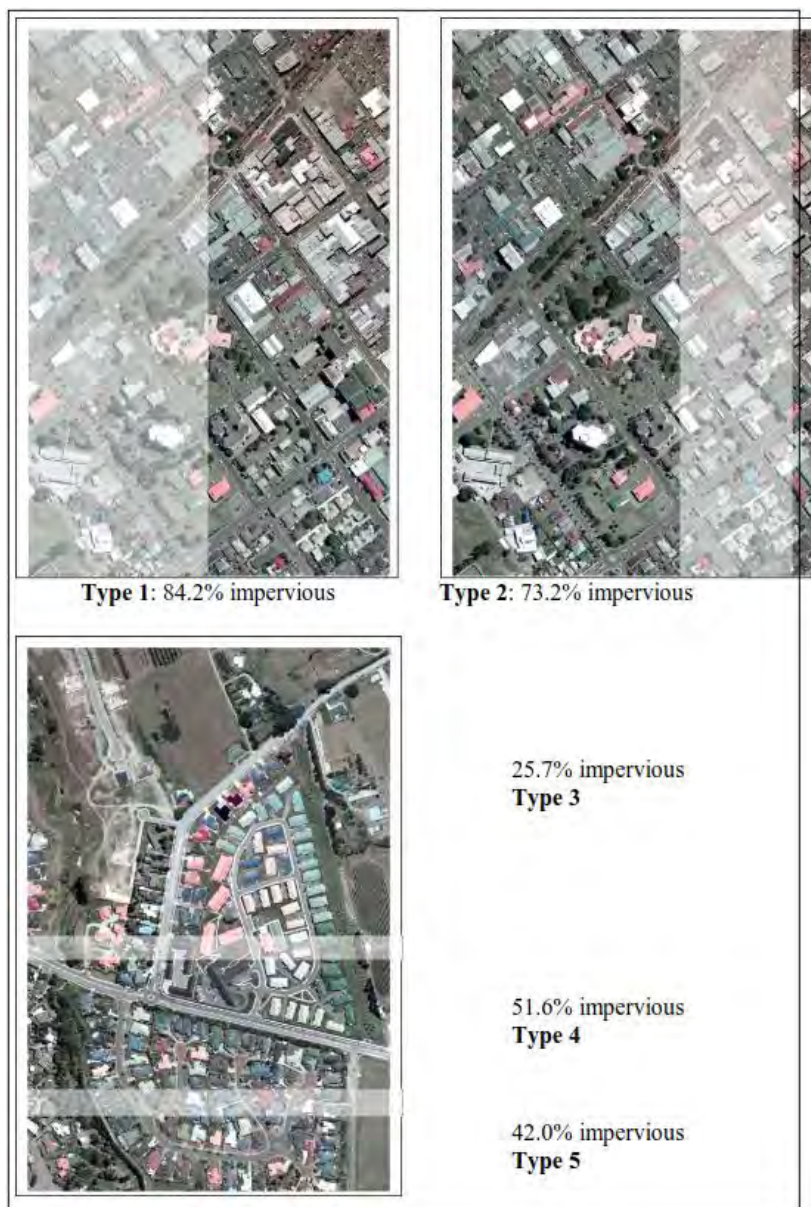 Type 1: 84.2% impervious
Type 2: 73.2% impervious
25.7% impervious
Type 3
51.6% impervious
Type 4
42.0% impervious
Type 5